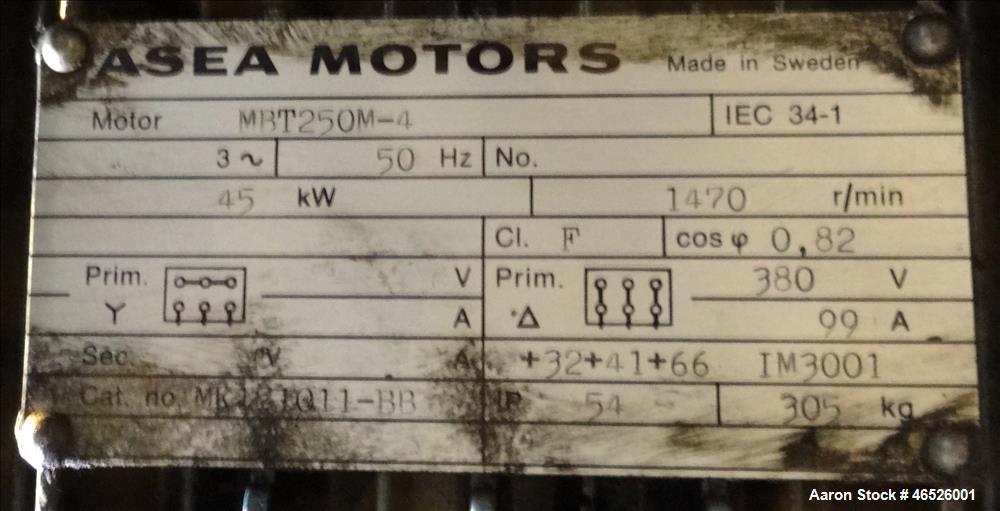 ASEA MOTORS Made in Sweden
Motor MBT250M-4 IEC 34-1
3 ~ 50 Hz No.
45 kW 1470 r/min
Cl. F cos φ 0,82
Prim. V Prim. 380 V
Y A Δ 99 A
Sec. V A +32+41+66 IM3001
Cat. no. IP 54 305 kg
Aaron Stock # 46526001